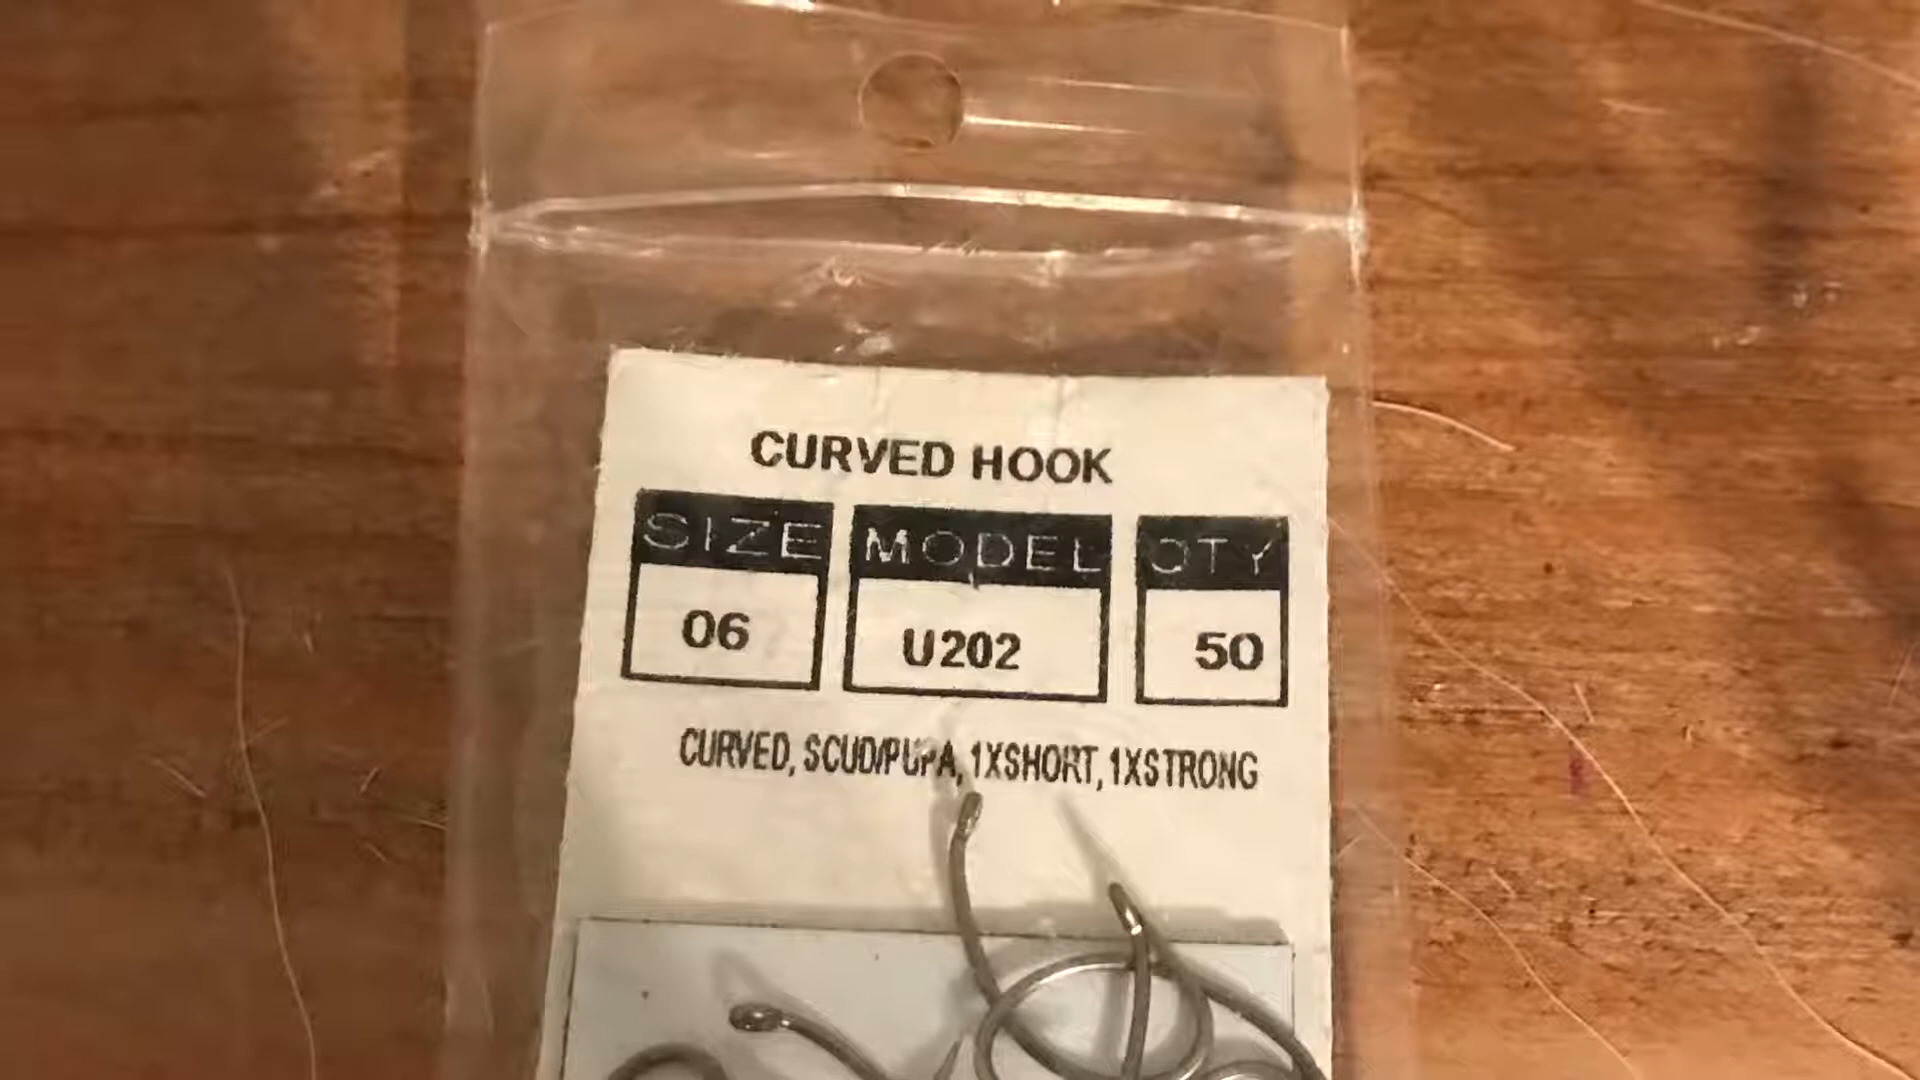 CURVED HOOK
SIZE MODEL QTY
06 U202 50
CURVED, SCUD/PUPA, 1XSHORT, 1XSTRONG